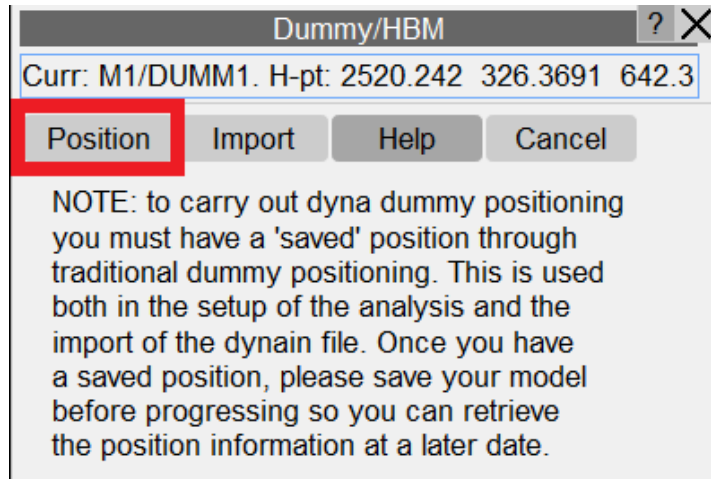 Dummy/HBM ? X
Curr: M1/DUMM1. H-pt: 2520.242 326.3691 642.3
Position Import Help Cancel
NOTE: to carry out dyna dummy positioning
you must have a 'saved' position through
traditional dummy positioning. This is used
both in the setup of the analysis and the
import of the dynain file. Once you have
a saved position, please save your model
before progressing so you can retrieve
the position information at a later date.